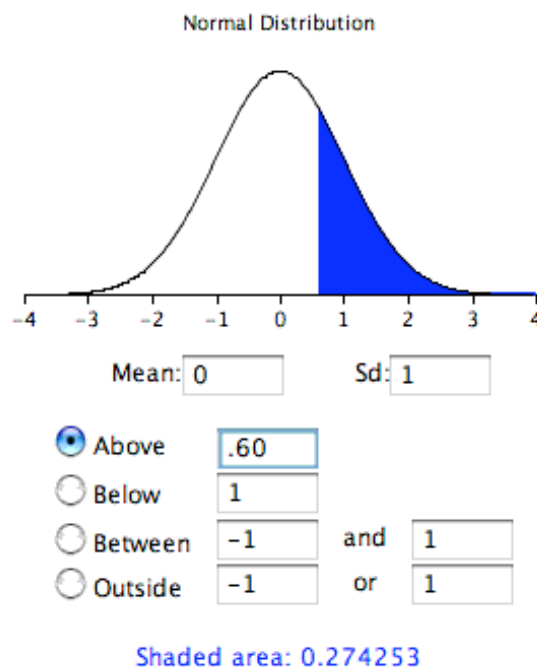 Normal Distribution
-4 -3 -2 -1 0 1 2 3 4
Mean: 0 Sd: 1
Above .60
Below 1
Between -1 and 1
Outside -1 or 1
Shaded area: 0.274253